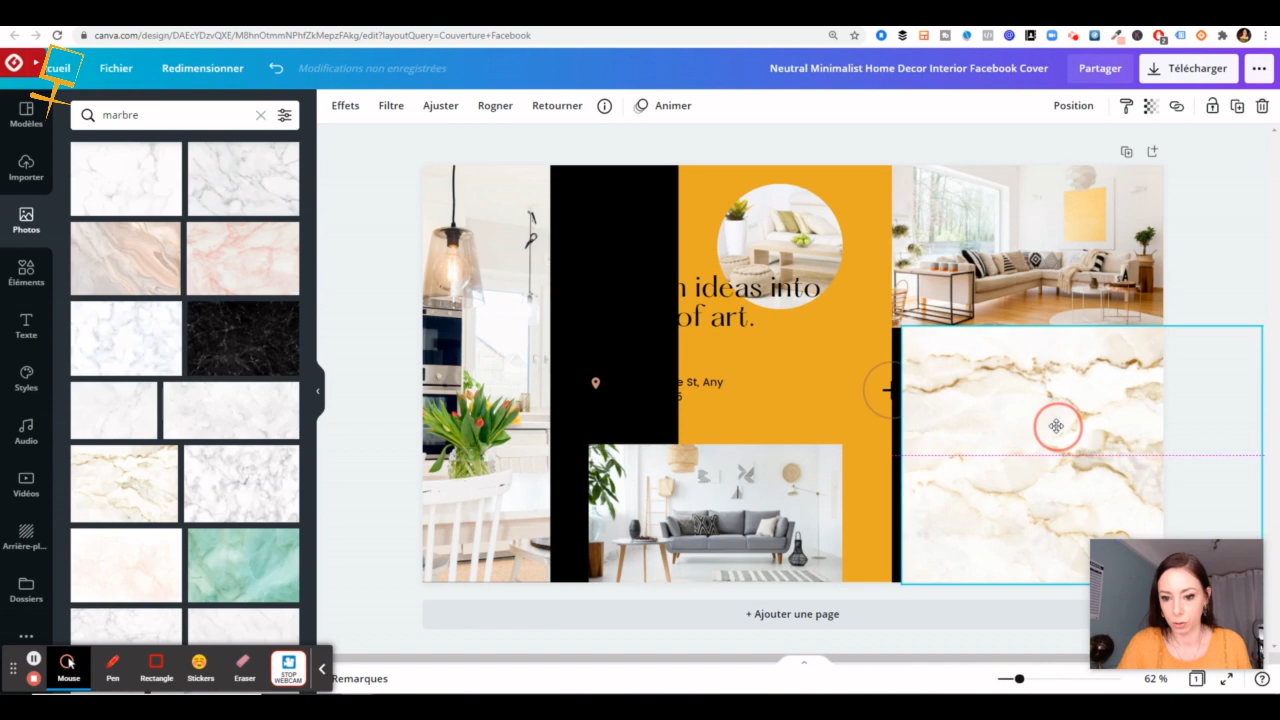 canva.com/design/DAEcYDzvQXE/M8hnOtmmNPhfZkMepzFAkg/edit?layoutQuery=Couverture+Facebook
cueil
Fichier
Redimensionner
Modifications non enregistrées
Neutral Minimalist Home Decor Interior Facebook Cover
Partager
Télécharger
marbre
Effets
Filtre
Ajuster
Rogner
Retourner
Animer
Position
Modèles
Importer
Photos
Éléments
Texte
Styles
Audio
Vidéos
Arrière-pl...
Dossiers
ideas into
of art.
e St, Any
+ Ajouter une page
Mouse
Pen
Rectangle
Stickers
Eraser
STOP
WEBCAM
Remarques
62 %
1